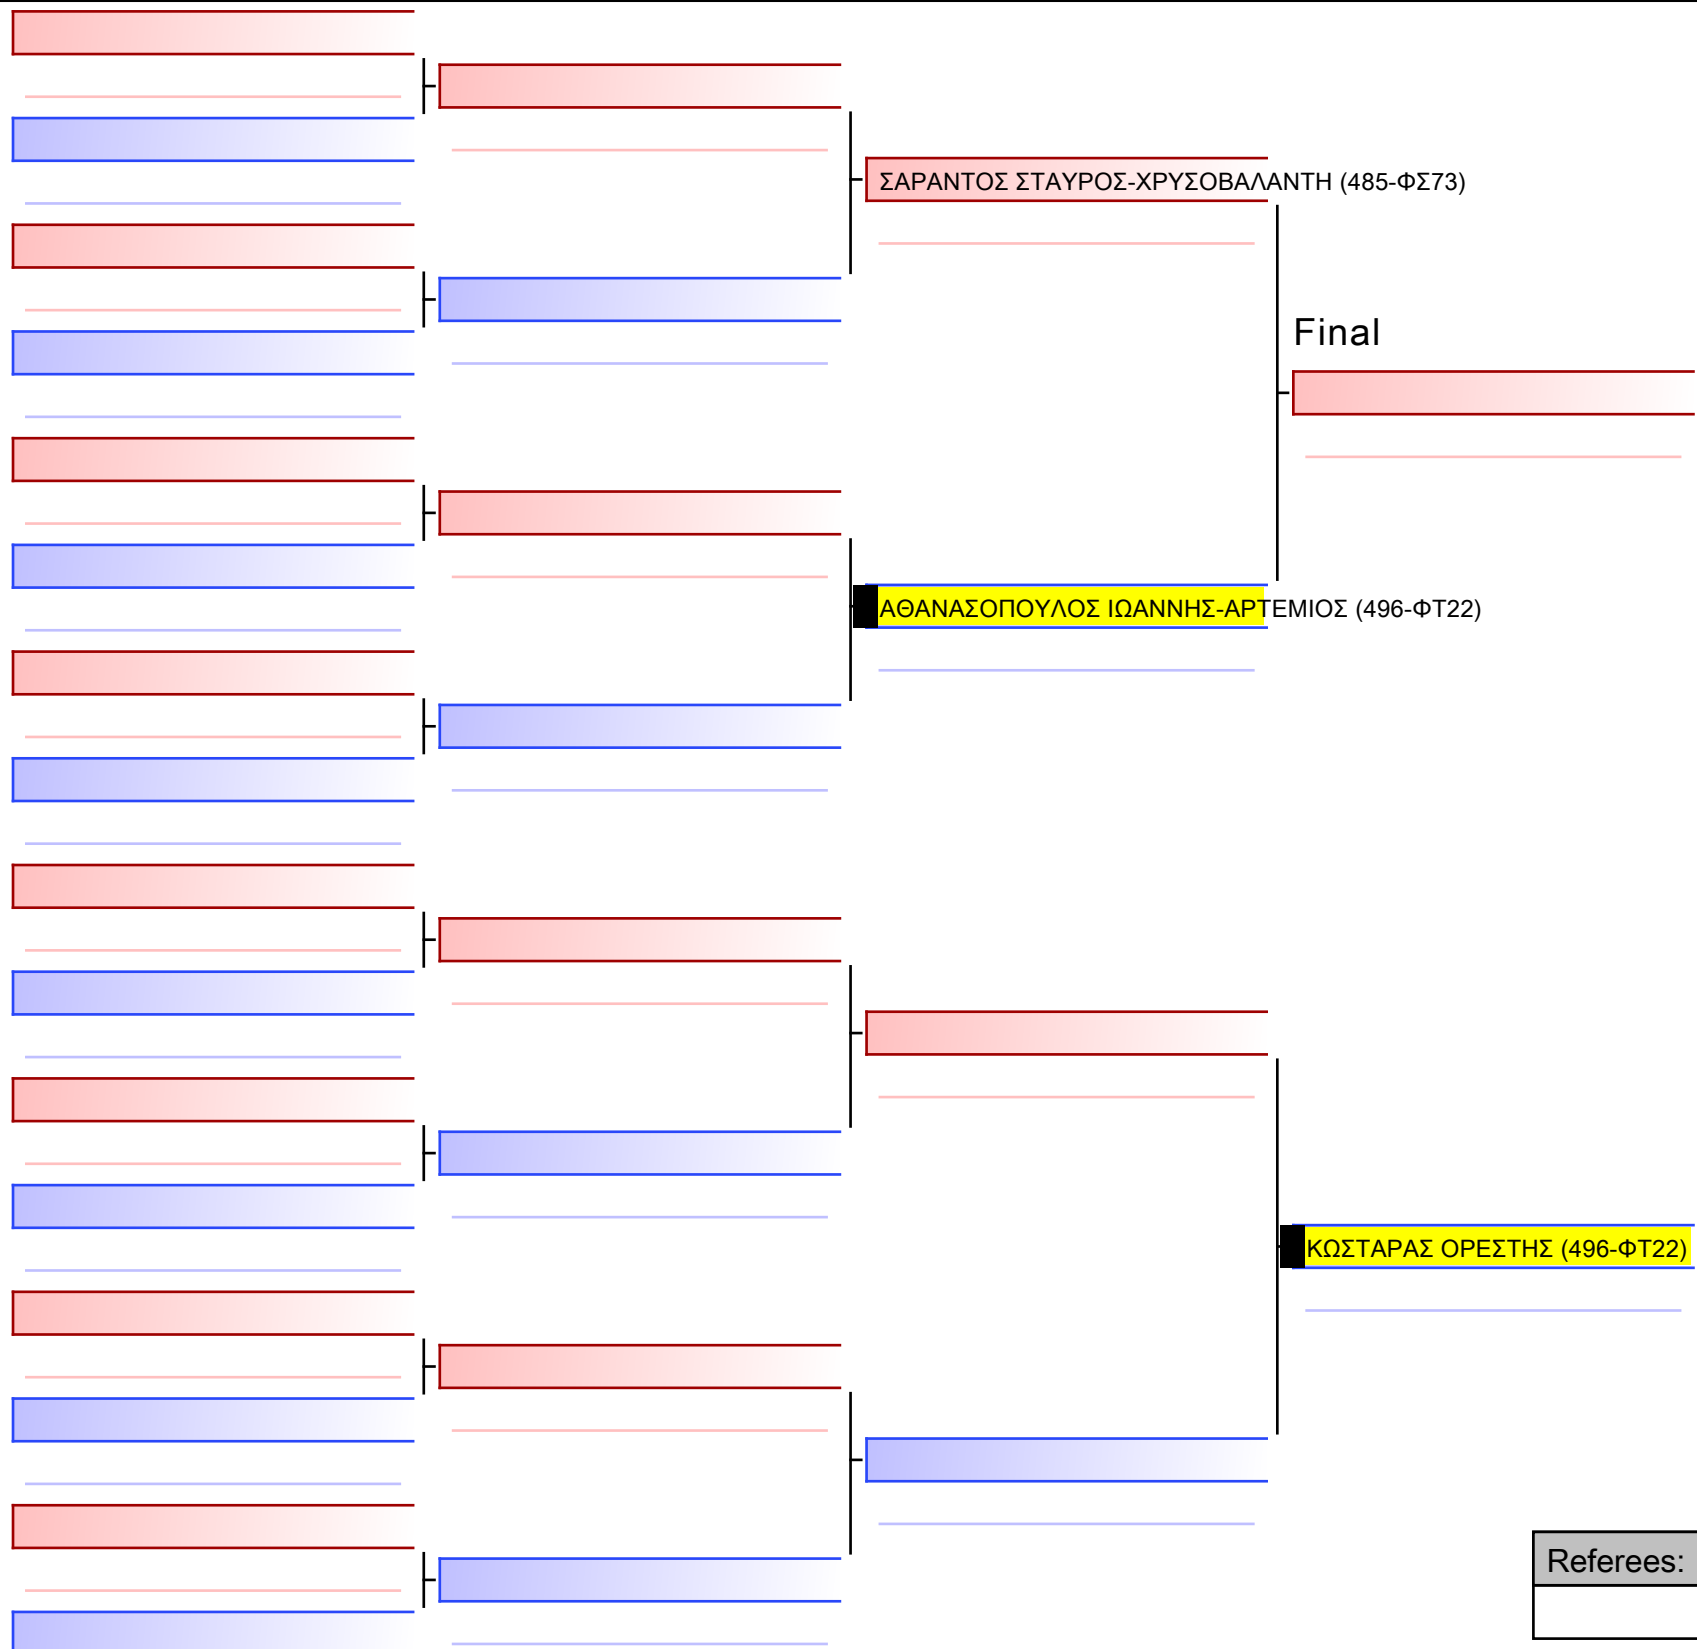 ΣΑΡΑΝΤΟΣ ΣΤΑΥΡΟΣ-ΧΡΥΣΟΒΑΛΑΝΤΗ (485-ΦΣ73)
Final
ΑΘΑΝΑΣΟΠΟΥΛΟΣ ΙΩΑΝΝΗΣ-ΑΡΤΕΜΙΟΣ (496-ΦΤ22)
ΚΩΣΤΑΡΑΣ ΟΡΕΣΤΗΣ (496-ΦΤ22)
Referees: